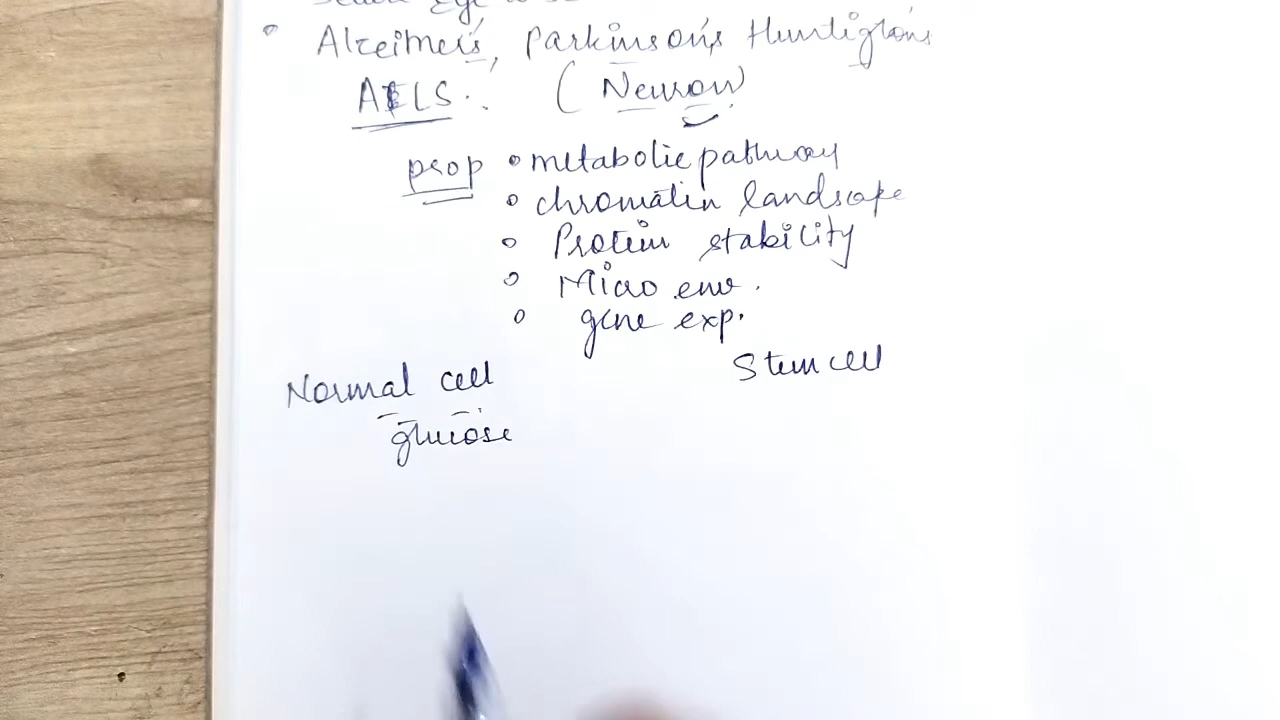 • Alzeimer's, Parkinson's Huntigton's
ALS. (Neuron)
prop • metabolic pathway
• chromatin landscape
• Protein stability
• Micro env.
• gene exp.
Normal cell Stem cell
glucose